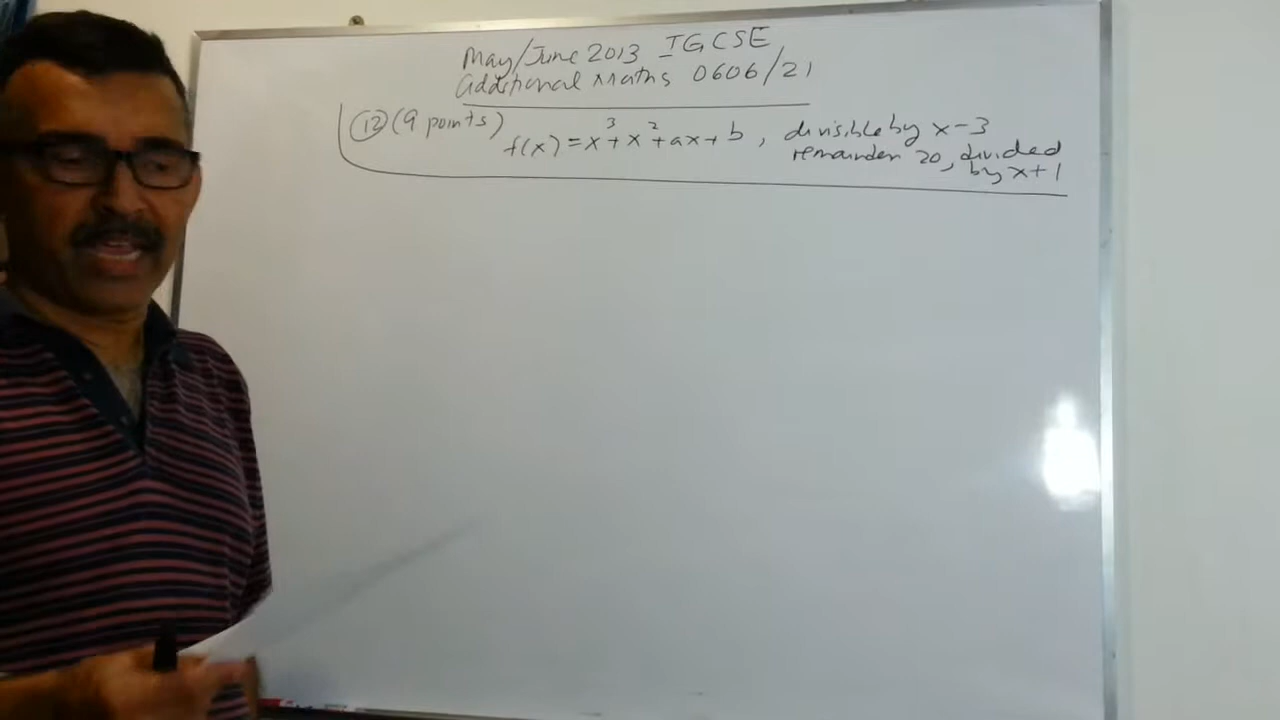 May/June 2013 IGCSE
Additional Maths 0606/21
(12) (9 points) f(x) = x³ + x² + ax + b, divisible by x-3
remainder 20, divided
by x+1